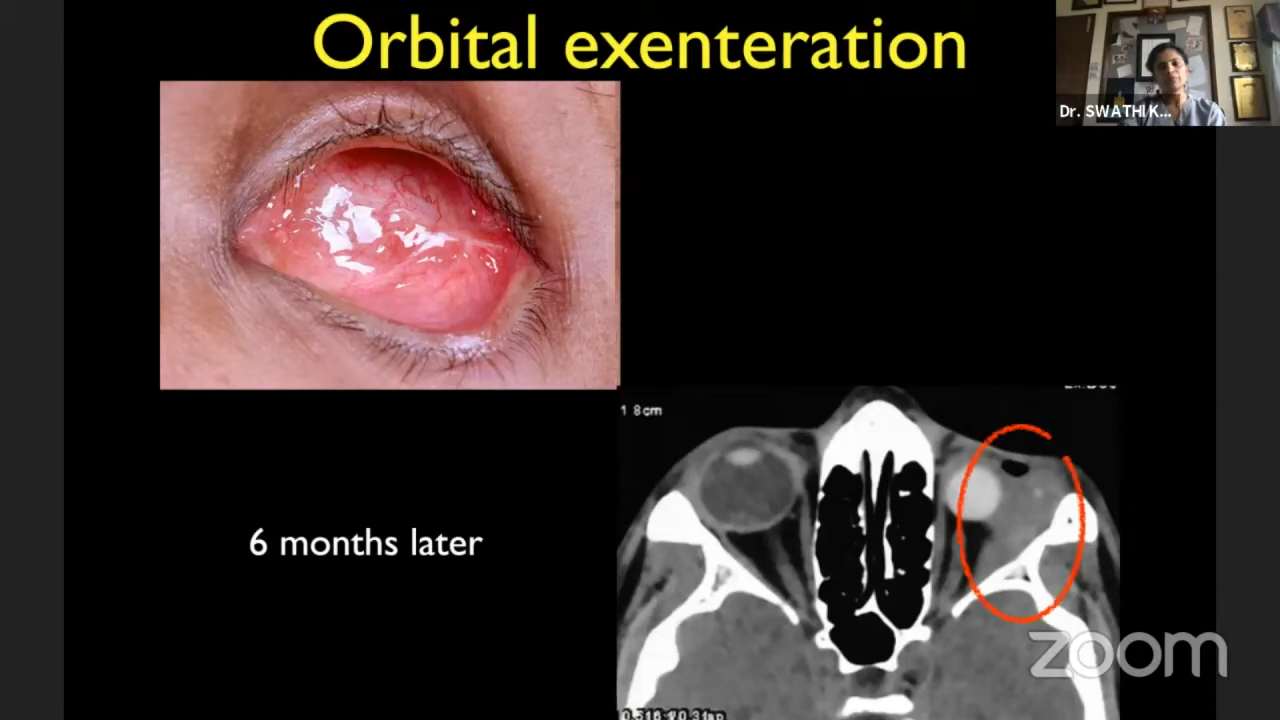 Orbital exenteration
Dr. SWATHI K...
1 8cm
6 months later
zoom